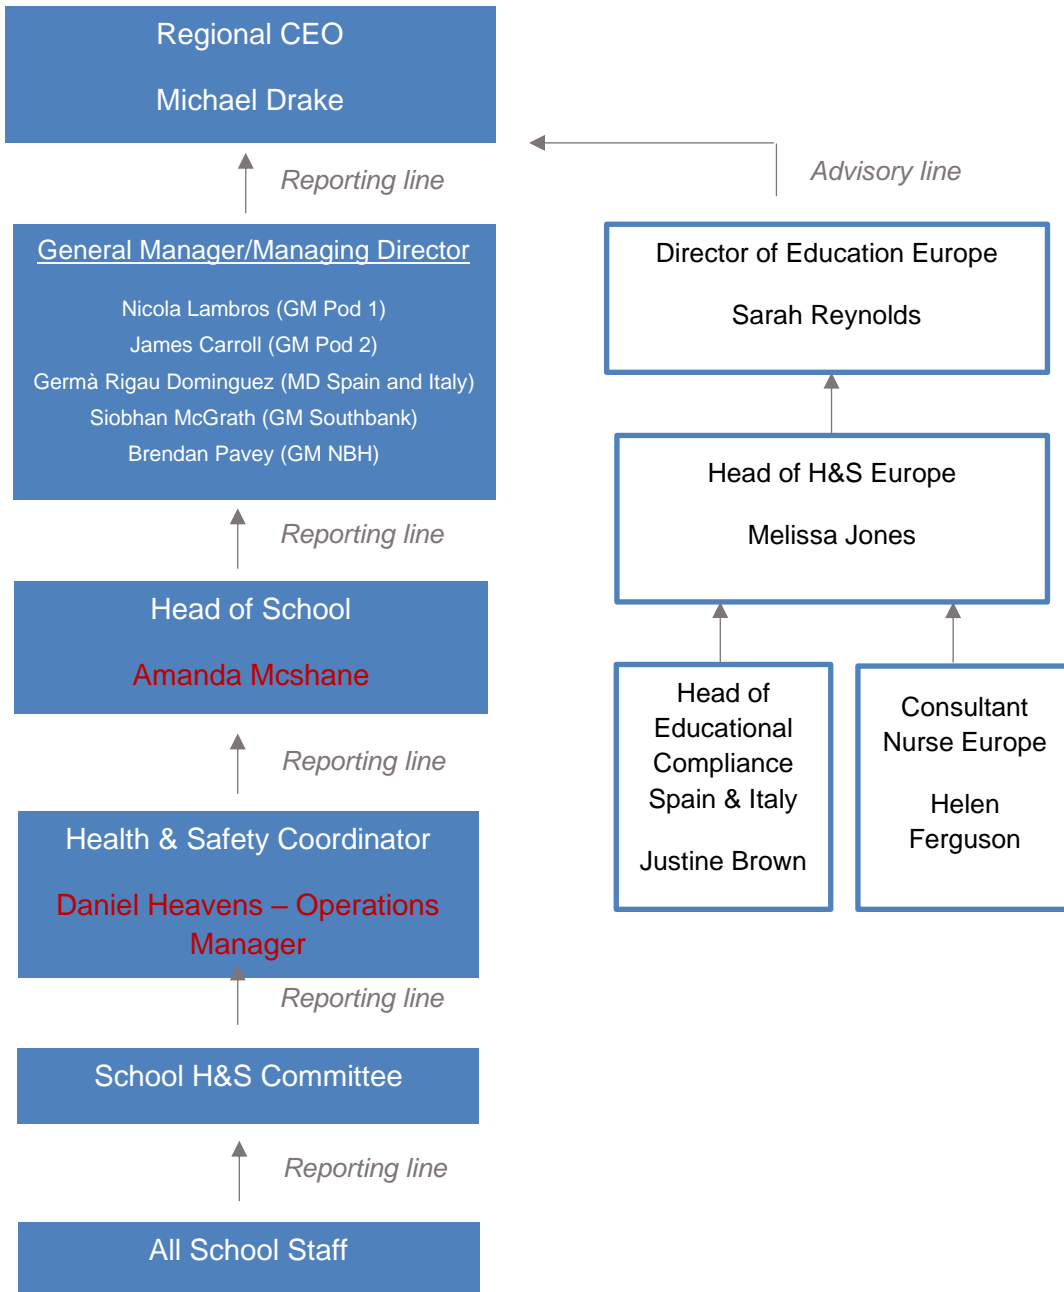 Regional CEO
Michael Drake
Reporting line
Advisory line
General Manager/Managing Director
Nicola Lambros (GM Pod 1)
James Carroll (GM Pod 2)
Germà Rigau Dominguez (MD Spain and Italy)
Siobhan McGrath (GM Southbank)
Brendan Pavey (GM NBH)
Director of Education Europe
Sarah Reynolds
Reporting line
Head of H&S Europe
Melissa Jones
Head of School
Amanda Mcshane
Reporting line
Head of
Educational
Compliance
Spain & Italy
Justine Brown
Consultant
Nurse Europe
Helen
Ferguson
Health & Safety Coordinator
Daniel Heavens – Operations
Manager
Reporting line
School H&S Committee
Reporting line
All School Staff